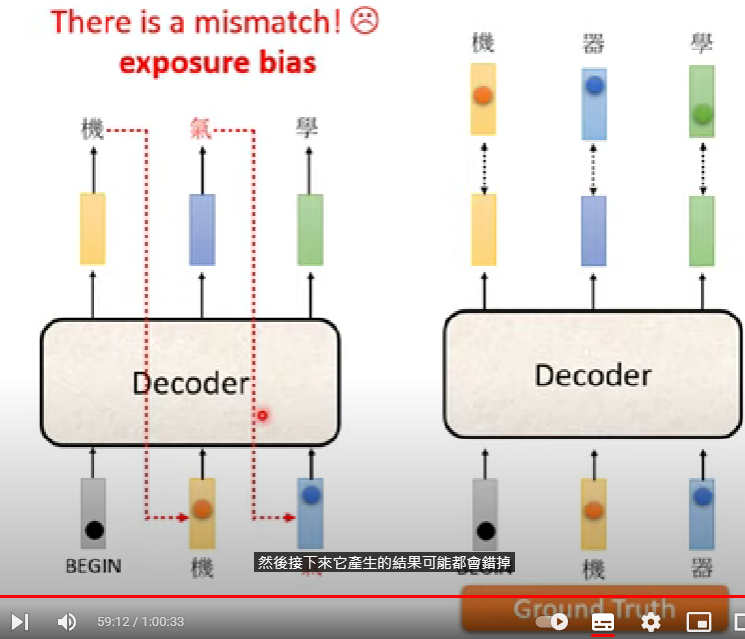 There is a mismatch! ☹
exposure bias
機 氣 學
Decoder
BEGIN 機 氣
機 器 學
Decoder
BEGIN 機 器
Ground Truth
然後接下來它產生的結果可能都會錯掉
59:12 / 1:00:33